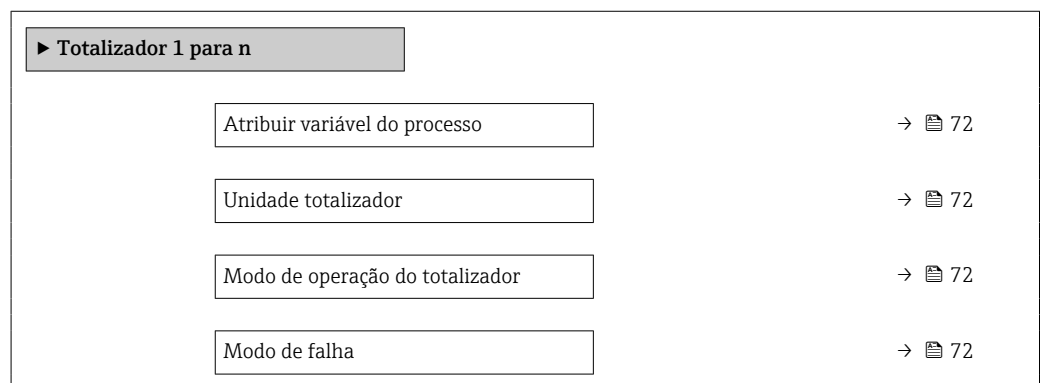 ▶ Totalizador 1 para n
Atribuir variável do processo → 72
Unidade totalizador → 72
Modo de operação do totalizador → 72
Modo de falha → 72